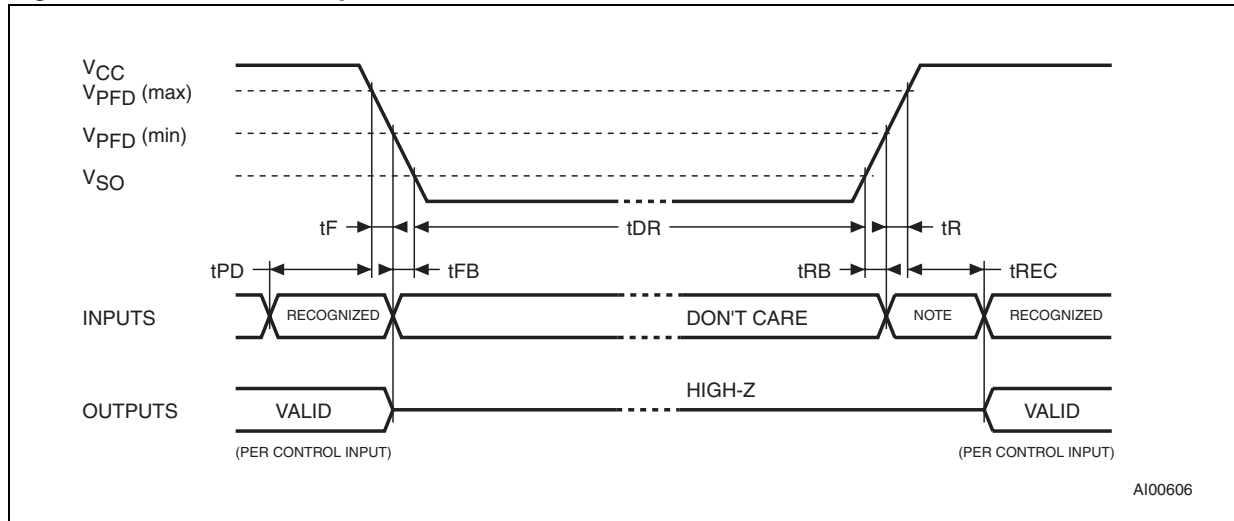 VCC
VPFD (max)
VPFD (min)
VSO
tF
tDR
tR
tPD
tFB
tRB
tREC
INPUTS
RECOGNIZED
DON'T CARE
NOTE
RECOGNIZED
HIGH-Z
OUTPUTS
VALID
VALID
(PER CONTROL INPUT)
(PER CONTROL INPUT)
AI00606